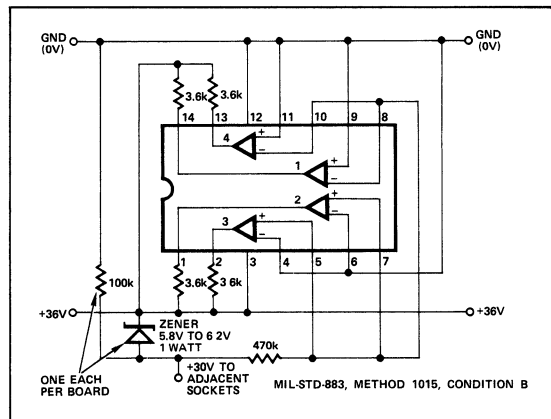 GND
(0V)
GND
(0V)
3.6k
3.6k
14
13
12
11
10
9
8
4
+
−
1
+
−
2
+
−
3
+
−
1
2
3
4
5
6
7
100k
3.6k
3 6k
+36V
+36V
ZENER
5.8V TO 6 2V
1 WATT
470k
ONE EACH
PER BOARD
+30V TO
ADJACENT
SOCKETS
MIL-STD-883, METHOD 1015, CONDITION B